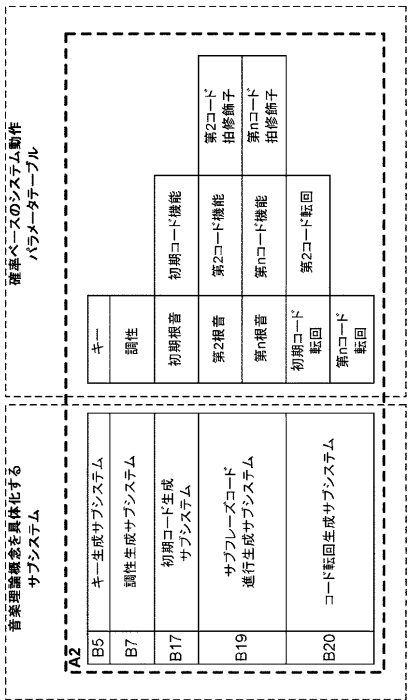 音楽理論概念を具体化する
サブシステム
確率ベースのシステム動作
パラメータテーブル
A2
B5
キー生成サブシステム
キー
B7
調性生成サブシステム
調性
B17
初期コード生成
サブシステム
初期根音
初期コード機能
B19
サブフレーズコード
進行生成サブシステム
第2根音
第2コード機能
第2コード
拍修飾子
第n根音
第nコード機能
第nコード
拍修飾子
B20
コード転回生成サブシステム
初期コード
転回
第2コード転回
第nコード
転回